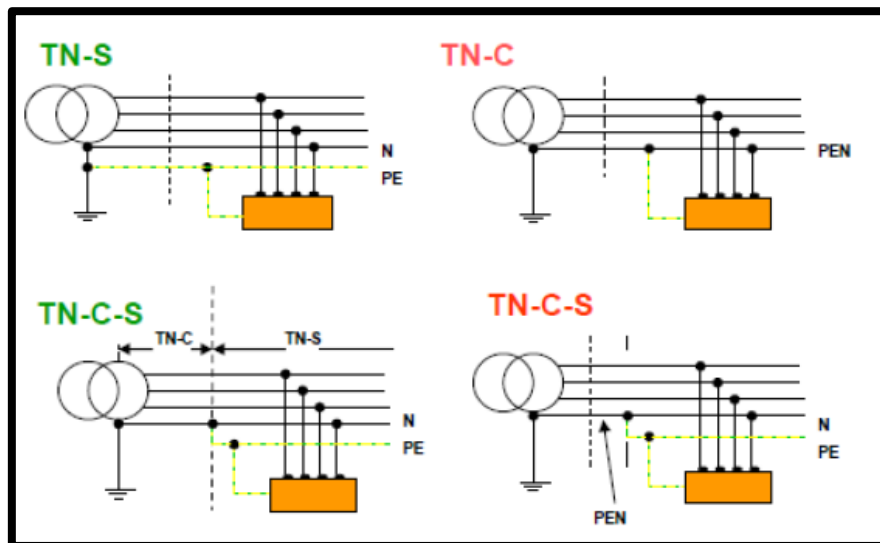 TN-S
N
PE
TN-C
PEN
TN-C-S
TN-C
TN-S
N
PE
TN-C-S
N
PE
PEN